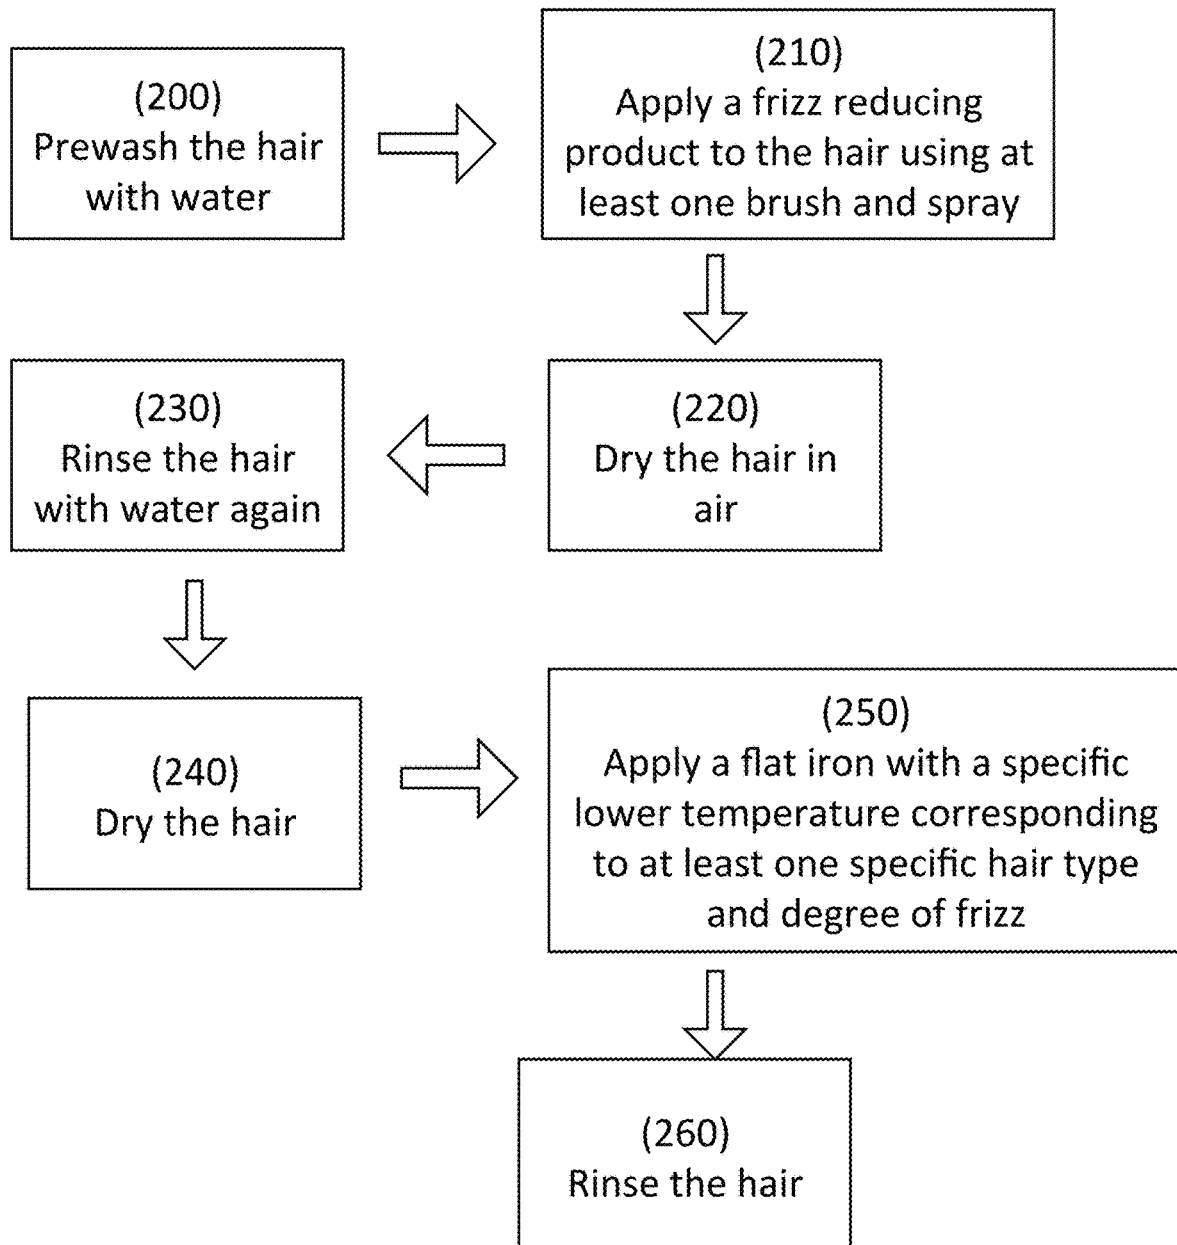 (200)
Prewash the hair
with water
(210)
Apply a frizz reducing
product to the hair using at
least one brush and spray
(220)
Dry the hair in
air
(230)
Rinse the hair
with water again
(240)
Dry the hair
(250)
Apply a flat iron with a specific
lower temperature corresponding
to at least one specific hair type
and degree of frizz
(260)
Rinse the hair